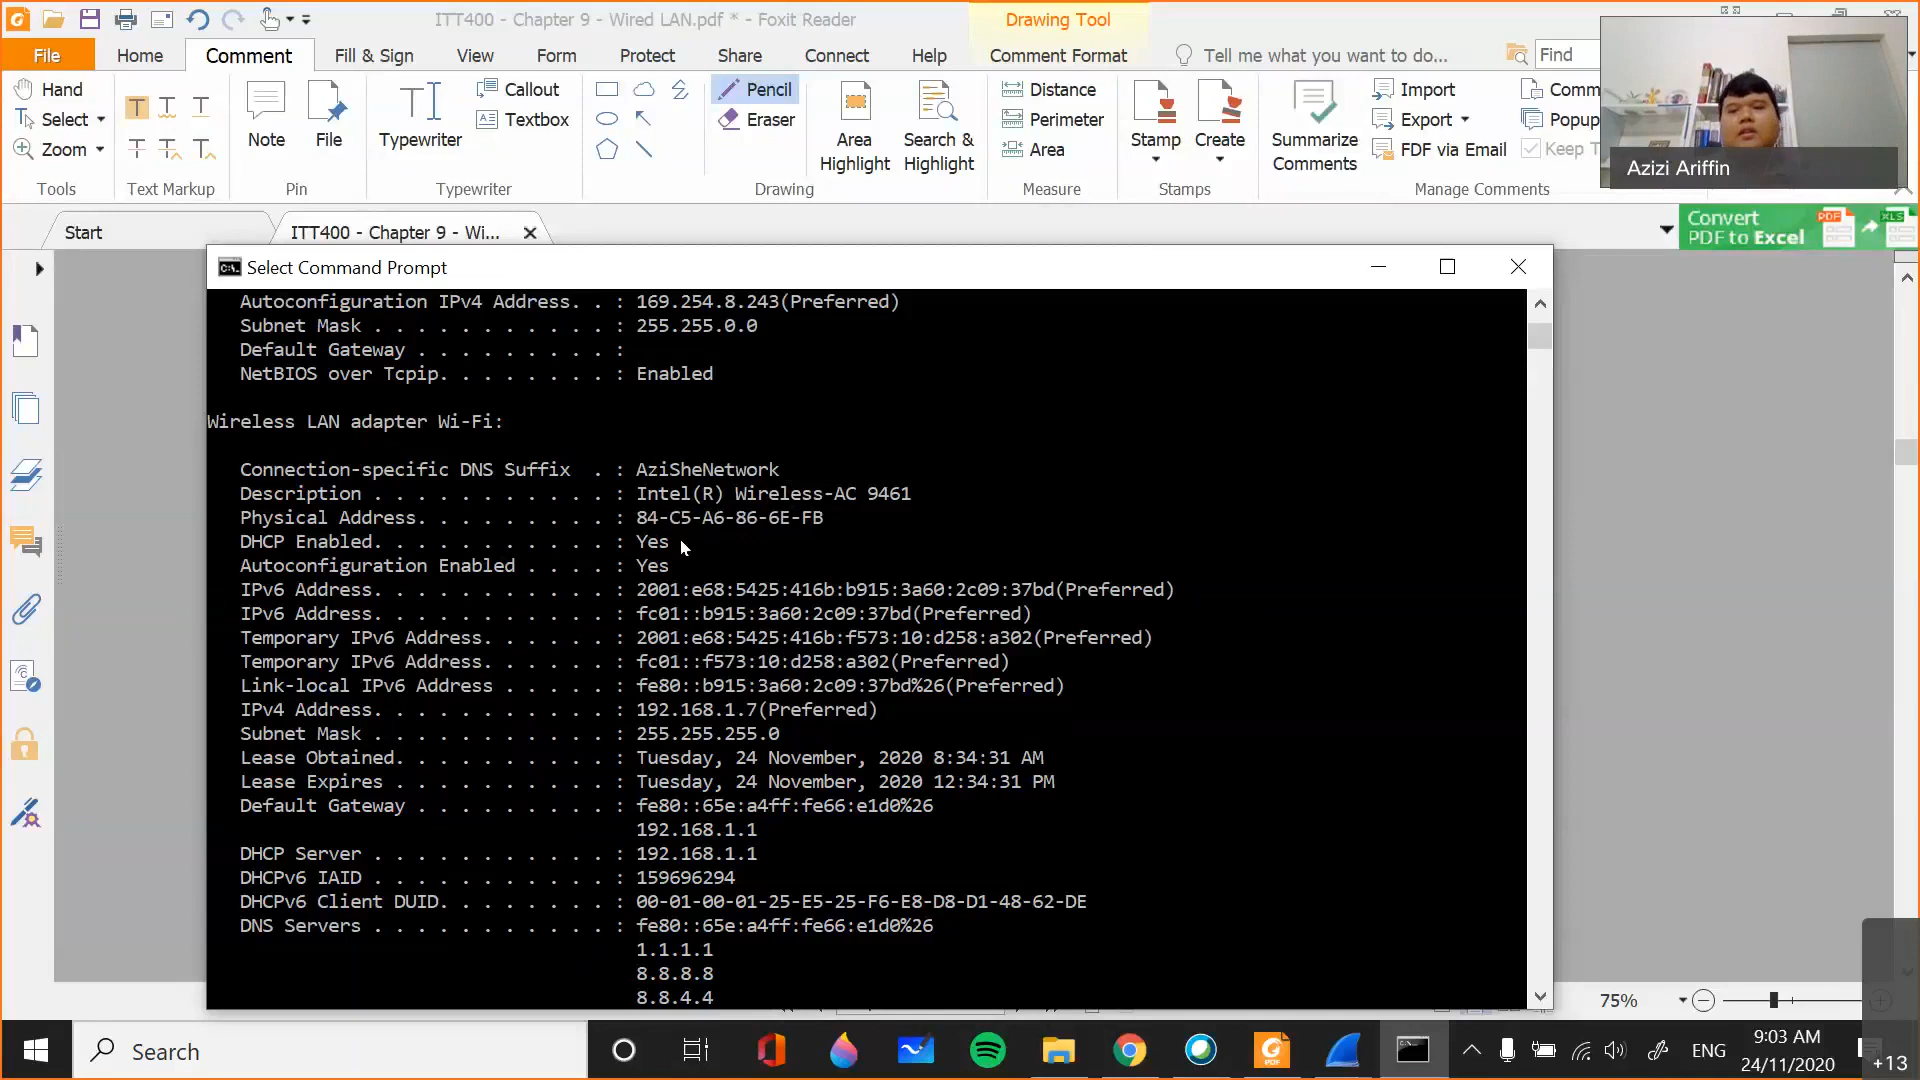 ITT400 - Chapter 9 - Wired LAN.pdf * - Foxit Reader
Drawing Tool
File
Home
Comment
Fill & Sign
View
Form
Protect
Share
Connect
Help
Comment Format
Tell me what you want to do...
Find
Hand
Select
Zoom
Tools
Text Markup
Note
File
Pin
Typewriter
Callout
Textbox
Typewriter
Pencil
Eraser
Area
Highlight
Search &
Highlight
Drawing
Distance
Perimeter
Area
Measure
Stamp
Create
Stamps
Summarize
Comments
Import
Export
FDF via Email
Comm
Popup
Keep T
Manage Comments
Azizi Ariffin
Start
ITT400 - Chapter 9 - Wi...
Convert
PDF to Excel
PDF
XLS
Select Command Prompt
Autoconfiguration IPv4 Address. . : 169.254.8.243(Preferred)
Subnet Mask . . . . . . . . . . . : 255.255.0.0
Default Gateway . . . . . . . . . :
NetBIOS over Tcpip. . . . . . . . : Enabled
Wireless LAN adapter Wi-Fi:
Connection-specific DNS Suffix . : AziSheNetwork
Description . . . . . . . . . . . : Intel(R) Wireless-AC 9461
Physical Address. . . . . . . . . : 84-C5-A6-86-6E-FB
DHCP Enabled. . . . . . . . . . . : Yes
Autoconfiguration Enabled . . . . : Yes
IPv6 Address. . . . . . . . . . . : 2001:e68:5425:416b:b915:3a60:2c09:37bd(Preferred)
IPv6 Address. . . . . . . . . . . : fc01::b915:3a60:2c09:37bd(Preferred)
Temporary IPv6 Address. . . . . . : 2001:e68:5425:416b:f573:10:d258:a302(Preferred)
Temporary IPv6 Address. . . . . . : fc01::f573:10:d258:a302(Preferred)
Link-local IPv6 Address . . . . . : fe80::b915:3a60:2c09:37bd%26(Preferred)
IPv4 Address. . . . . . . . . . . : 192.168.1.7(Preferred)
Subnet Mask . . . . . . . . . . . : 255.255.255.0
Lease Obtained. . . . . . . . . . : Tuesday, 24 November, 2020 8:34:31 AM
Lease Expires . . . . . . . . . . : Tuesday, 24 November, 2020 12:34:31 PM
Default Gateway . . . . . . . . . : fe80::65e:a4ff:fe66:e1d0%26
192.168.1.1
DHCP Server . . . . . . . . . . . : 192.168.1.1
DHCPv6 IAID . . . . . . . . . . . : 159696294
DHCPv6 Client DUID. . . . . . . . : 00-01-00-01-25-E5-25-F6-E8-D8-D1-48-62-DE
DNS Servers . . . . . . . . . . . : fe80::65e:a4ff:fe66:e1d0%26
1.1.1.1
8.8.8.8
8.8.4.4
75%
Search
ENG
9:03 AM
24/11/2020
+13